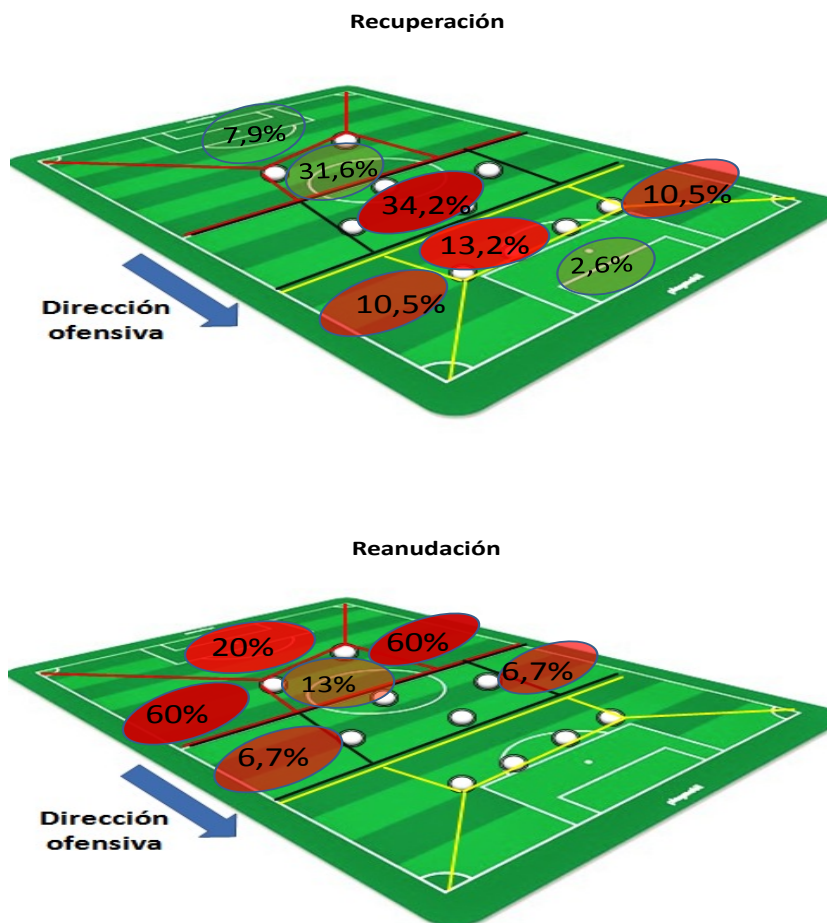 Recuperación
7,9%
31,6%
34,2%
10,5%
13,2%
2,6%
10,5%
Dirección
ofensiva
Reanudación
20%
60%
13%
6,7%
60%
6,7%
Dirección
ofensiva